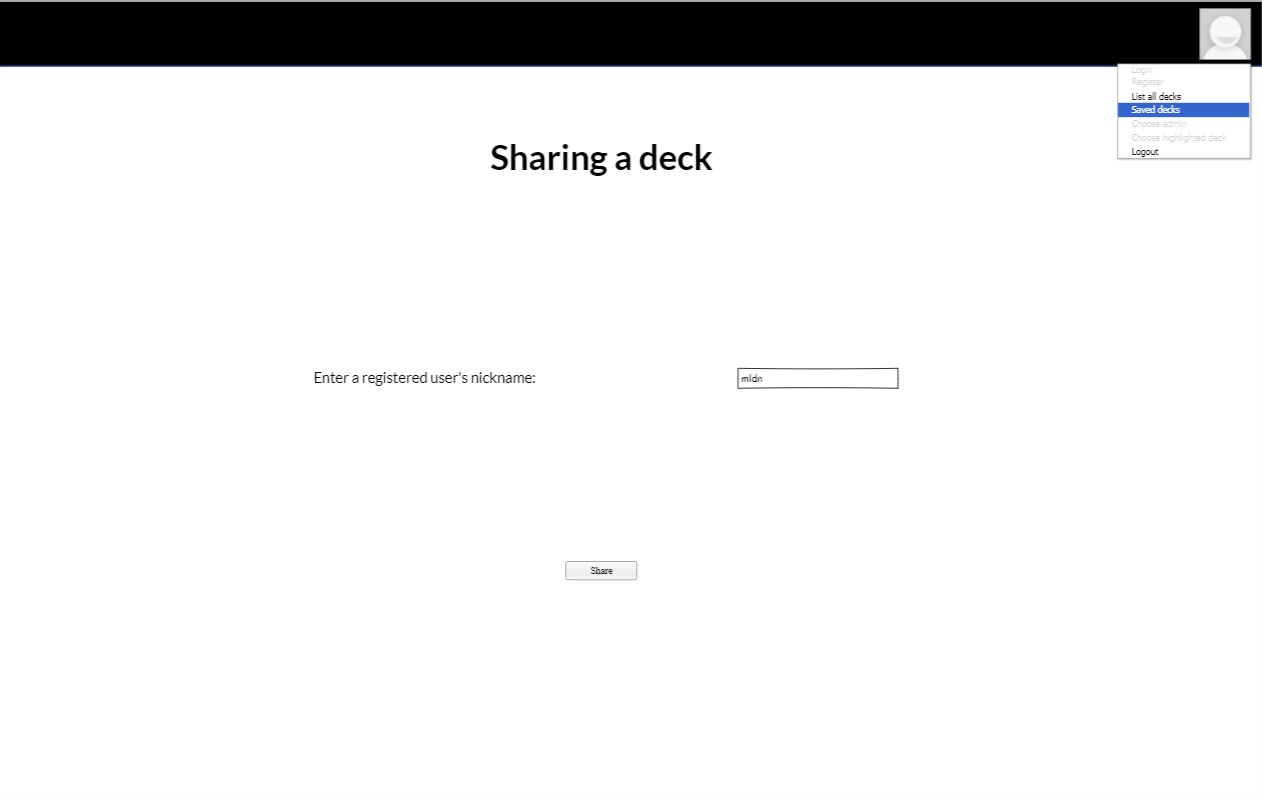 Login
Register
List all decks
Saved decks
Choose admin
Choose highlighted deck
Logout
Sharing a deck
Enter a registered user's nickname:
mldn
Share